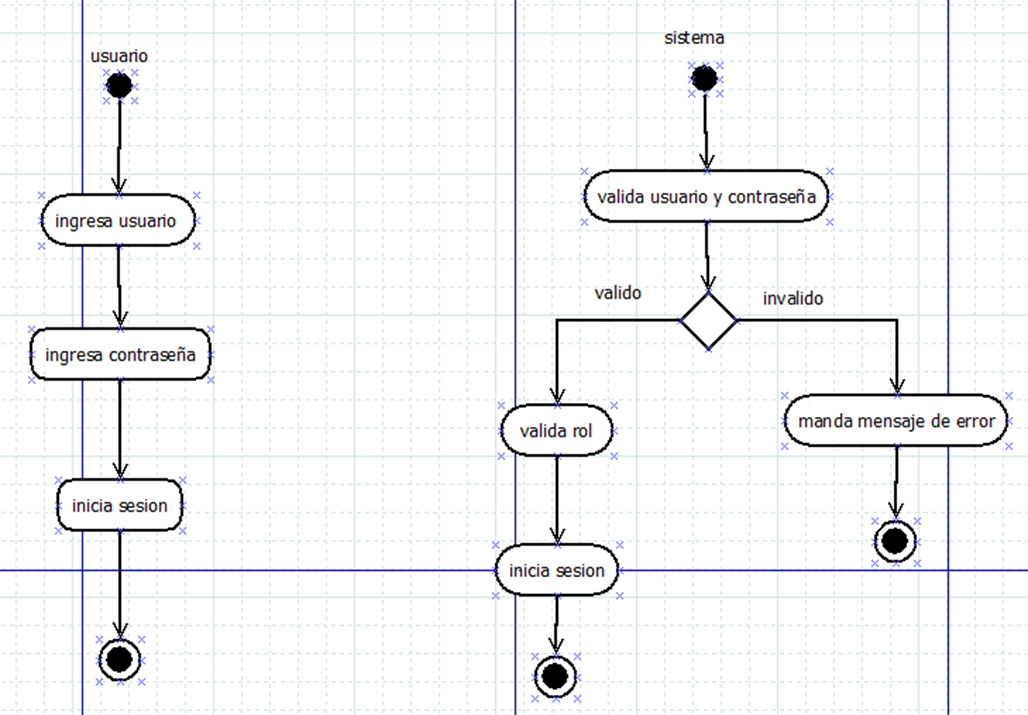 usuario
ingresa usuario
ingresa contraseña
inicia sesion
sistema
valida usuario y contraseña
valido
invalido
valida rol
manda mensaje de error
inicia sesion